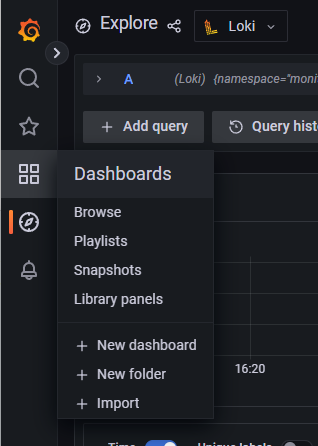 Explore
Loki
A (Loki) {namespace="moni
+ Add query
Query histo
Dashboards
Browse
Playlists
Snapshots
Library panels
+ New dashboard
+ New folder
+ Import
16:20
Time
Unique labels